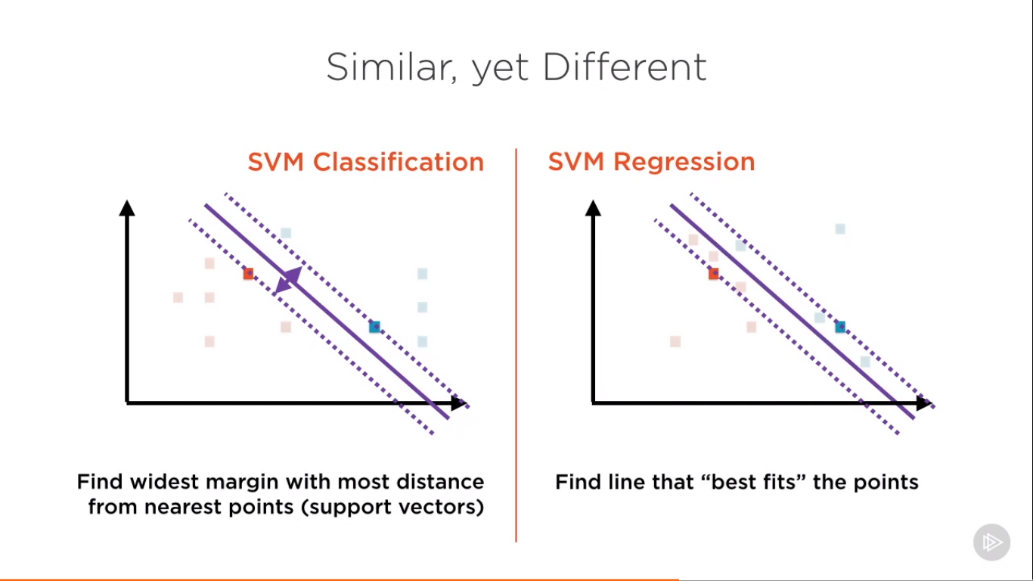 Similar, yet Different
SVM Classification
Find widest margin with most distance
from nearest points (support vectors)
SVM Regression
Find line that “best fits” the points